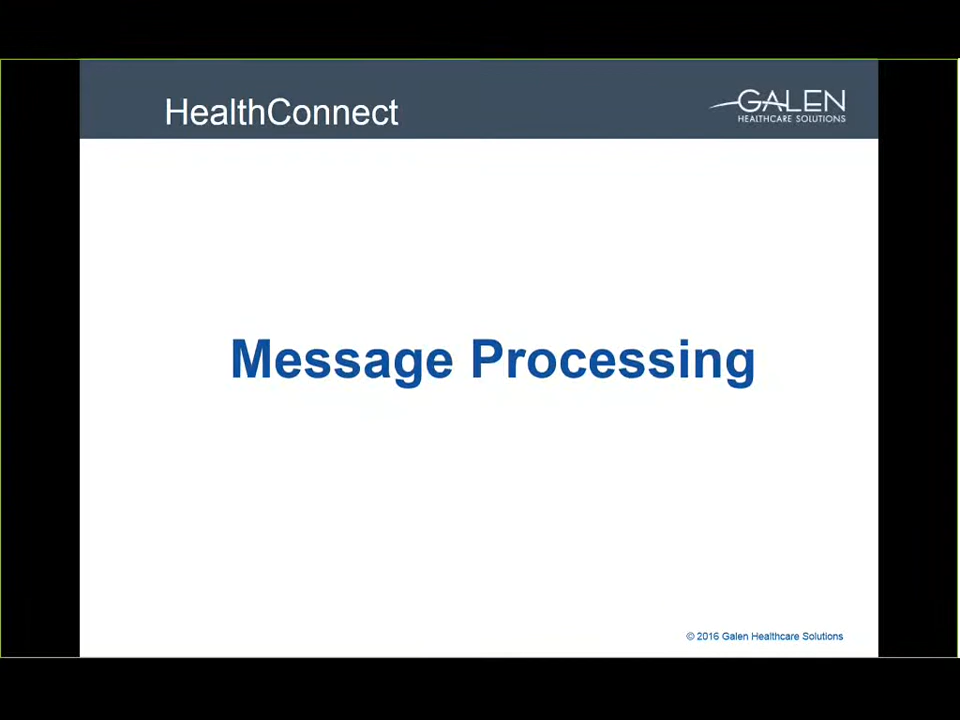 HealthConnect
GALEN
HEALTHCARE SOLUTIONS
Message Processing
© 2016 Galen Healthcare Solutions